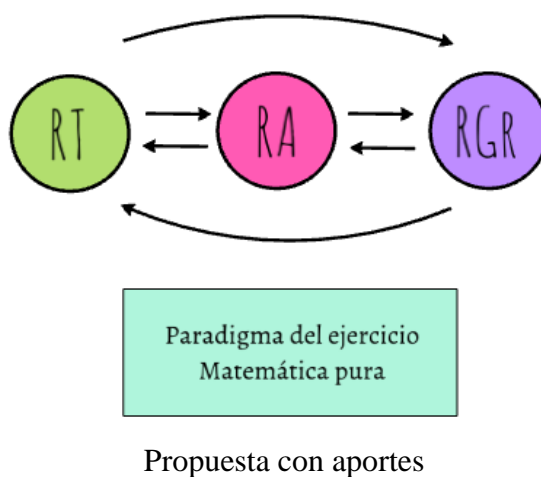 RT RA RGR
Paradigma del ejercicio
Matemática pura
Propuesta con aportes